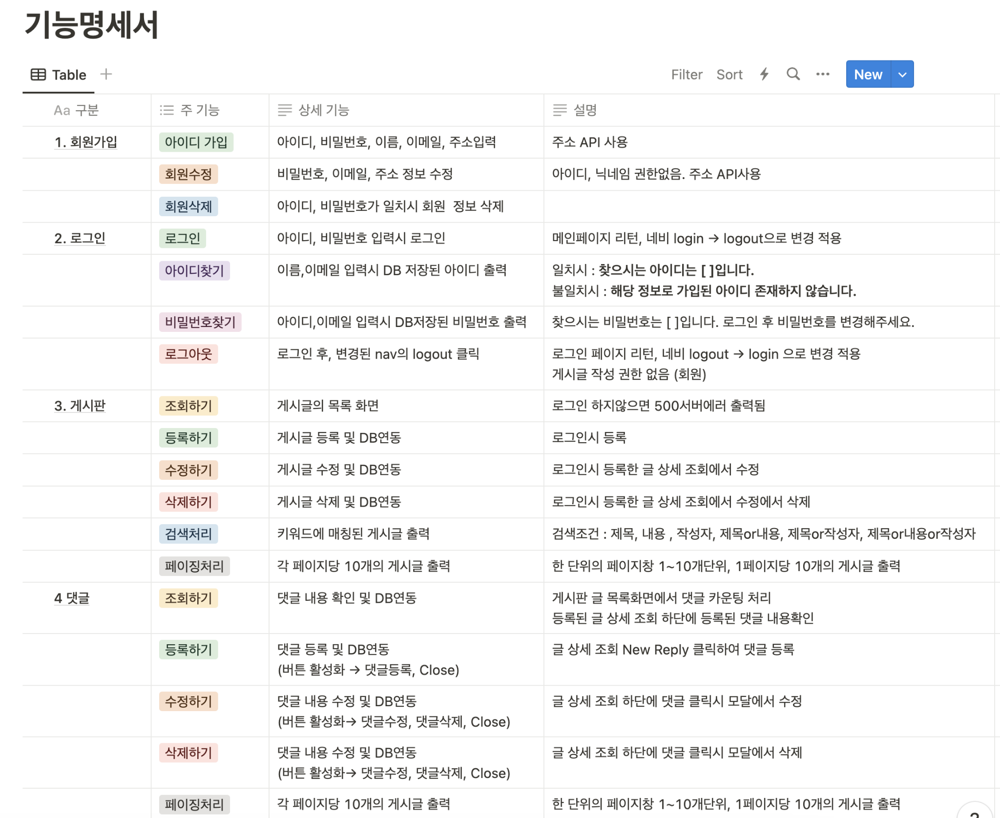 기능명세서
Table
Filter Sort New
Aa 구분 주 기능 상세 기능 설명
1. 회원가입 아이디 가입 아이디, 비밀번호, 이름, 이메일, 주소입력 주소 API 사용
회원수정 비밀번호, 이메일, 주소 정보 수정 아이디, 닉네임 권한없음. 주소 API사용
회원삭제 아이디, 비밀번호가 일치시 회원  정보 삭제
2. 로그인 로그인 아이디, 비밀번호 입력시 로그인 메인페이지 리턴, 네비 login → logout으로 변경 적용
아이디찾기 이름,이메일 입력시 DB 저장된 아이디 출력 일치시 : 찾으시는 아이디는 [ ]입니다.
불일치시 : 해당 정보로 가입된 아이디 존재하지 않습니다.
비밀번호찾기 아이디,이메일 입력시 DB저장된 비밀번호 출력 찾으시는 비밀번호는 [ ]입니다. 로그인 후 비밀번호를 변경해주세요.
로그아웃 로그인 후, 변경된 nav의 logout 클릭 로그인 페이지 리턴, 네비 logout → login 으로 변경 적용
게시글 작성 권한 없음 (회원)
3. 게시판 조회하기 게시글의 목록 화면 로그인 하지않으면 500서버에러 출력됨
등록하기 게시글 등록 및 DB연동 로그인시 등록
수정하기 게시글 수정 및 DB연동 로그인시 등록한 글 상세 조회에서 수정
삭제하기 게시글 삭제 및 DB연동 로그인시 등록한 글 상세 조회에서 수정에서 삭제
검색처리 키워드에 매칭된 게시글 출력 검색조건 : 제목, 내용 , 작성자, 제목or내용, 제목or작성자, 제목or내용or작성자
페이징처리 각 페이지당 10개의 게시글 출력 한 단위의 페이지창 1~10개단위, 1페이지당 10개의 게시글 출력
4 댓글 조회하기 댓글 내용 확인 및 DB연동 게시판 글 목록화면에서 댓글 카운팅 처리
등록된 글 상세 조회 하단에 등록된 댓글 내용확인
등록하기 댓글 등록 및 DB연동 글 상세 조회 New Reply 클릭하여 댓글 등록
(버튼 활성화 → 댓글등록, Close)
수정하기 댓글 내용 수정 및 DB연동 글 상세 조회 하단에 댓글 클릭시 모달에서 수정
(버튼 활성화→ 댓글수정, 댓글삭제, Close)
삭제하기 댓글 내용 수정 및 DB연동 글 상세 조회 하단에 댓글 클릭시 모달에서 삭제
(버튼 활성화→ 댓글수정, 댓글삭제, Close)
페이징처리 각 페이지당 10개의 게시글 출력 한 단위의 페이지창 1~10개단위, 1페이지당 10개의 게시글 출력